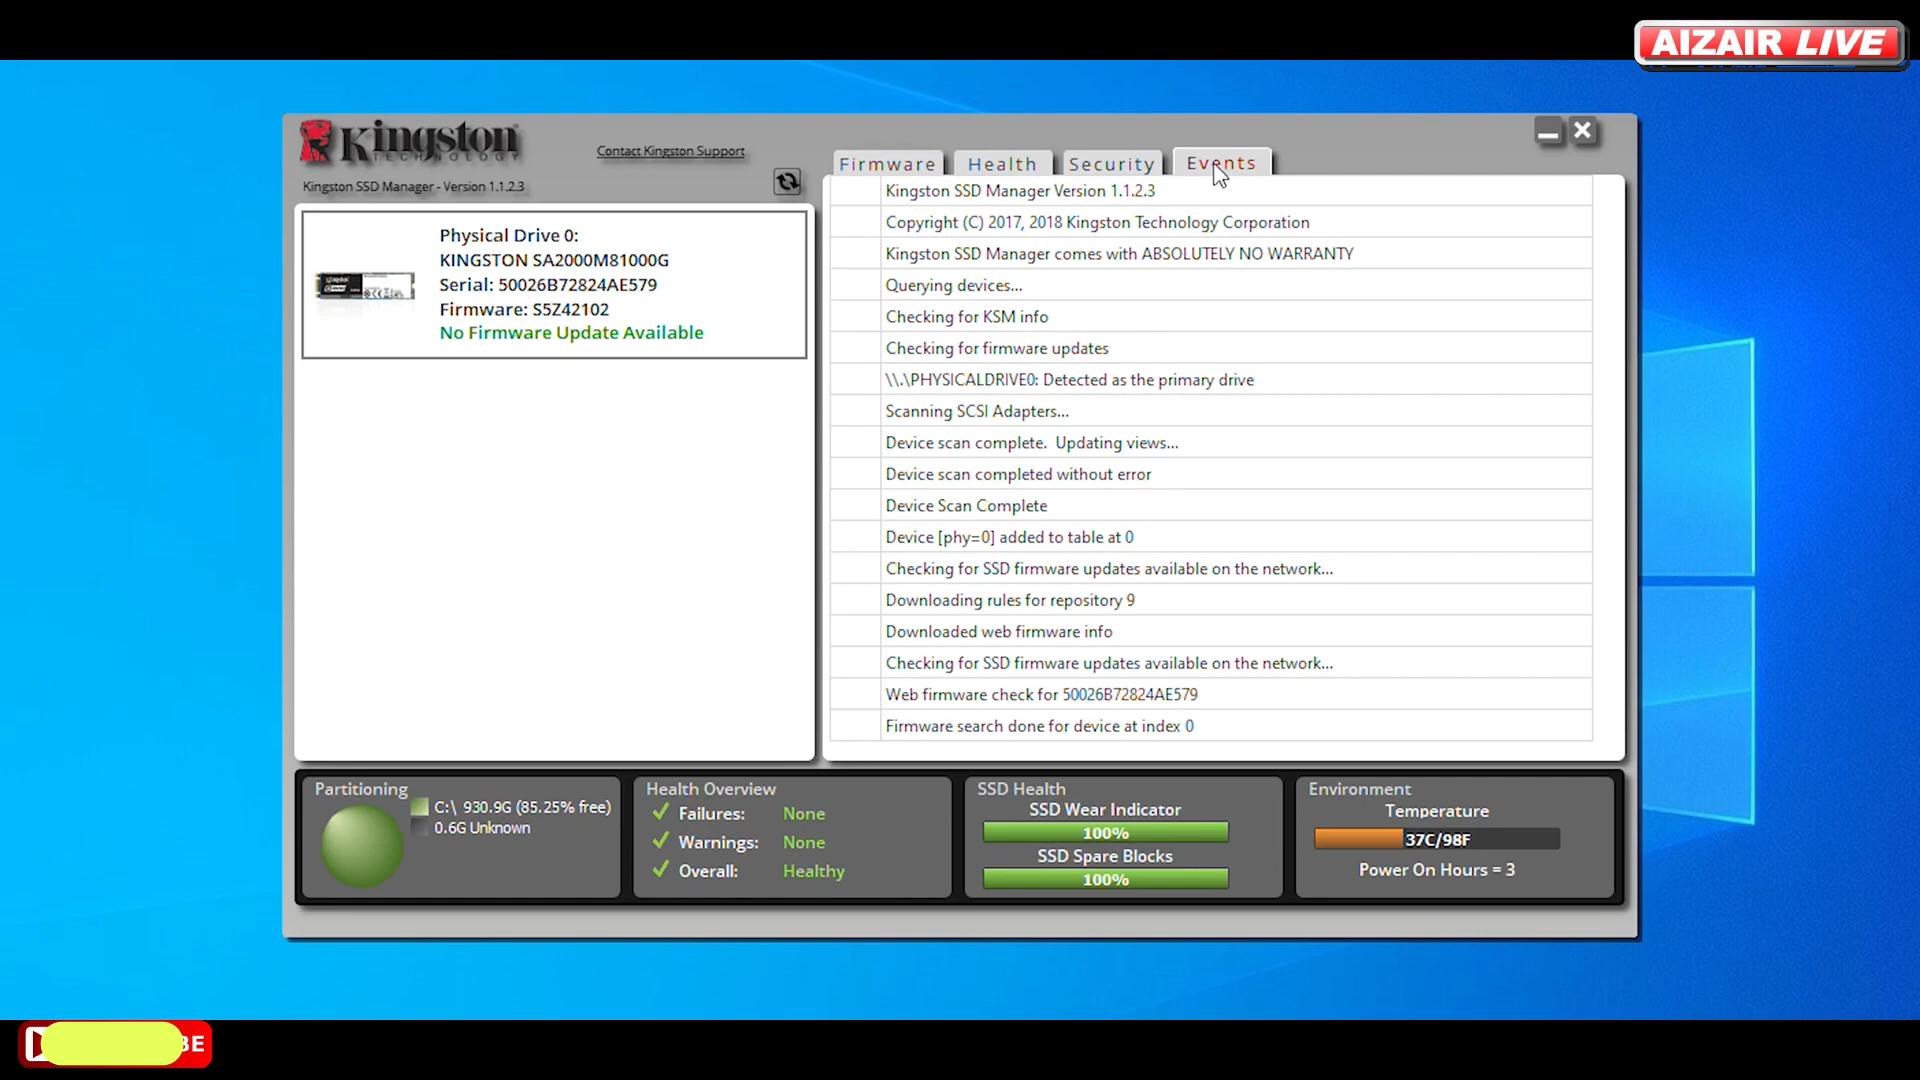 AIZAIR LIVE
Kingston
TECHNOLOGY
Contact Kingston Support
Kingston SSD Manager - Version 1.1.2.3
Firmware
Health
Security
Events
Physical Drive 0:
KINGSTON SA2000M81000G
Serial: 50026B72824AE579
Firmware: S5Z42102
No Firmware Update Available
Kingston SSD Manager Version 1.1.2.3
Copyright (C) 2017, 2018 Kingston Technology Corporation
Kingston SSD Manager comes with ABSOLUTELY NO WARRANTY
Querying devices...
Checking for KSM info
Checking for firmware updates
\\.\PHYSICALDRIVE0: Detected as the primary drive
Scanning SCSI Adapters...
Device scan complete.  Updating views...
Device scan completed without error
Device Scan Complete
Device [phy=0] added to table at 0
Checking for SSD firmware updates available on the network...
Downloading rules for repository 9
Downloaded web firmware info
Checking for SSD firmware updates available on the network...
Web firmware check for 50026B72824AE579
Firmware search done for device at index 0
Partitioning
C:\ 930.9G (85.25% free)
0.6G Unknown
Health Overview
Failures: None
Warnings: None
Overall: Healthy
SSD Health
SSD Wear Indicator
100%
SSD Spare Blocks
100%
Environment
Temperature
37C/98F
Power On Hours = 3
BE